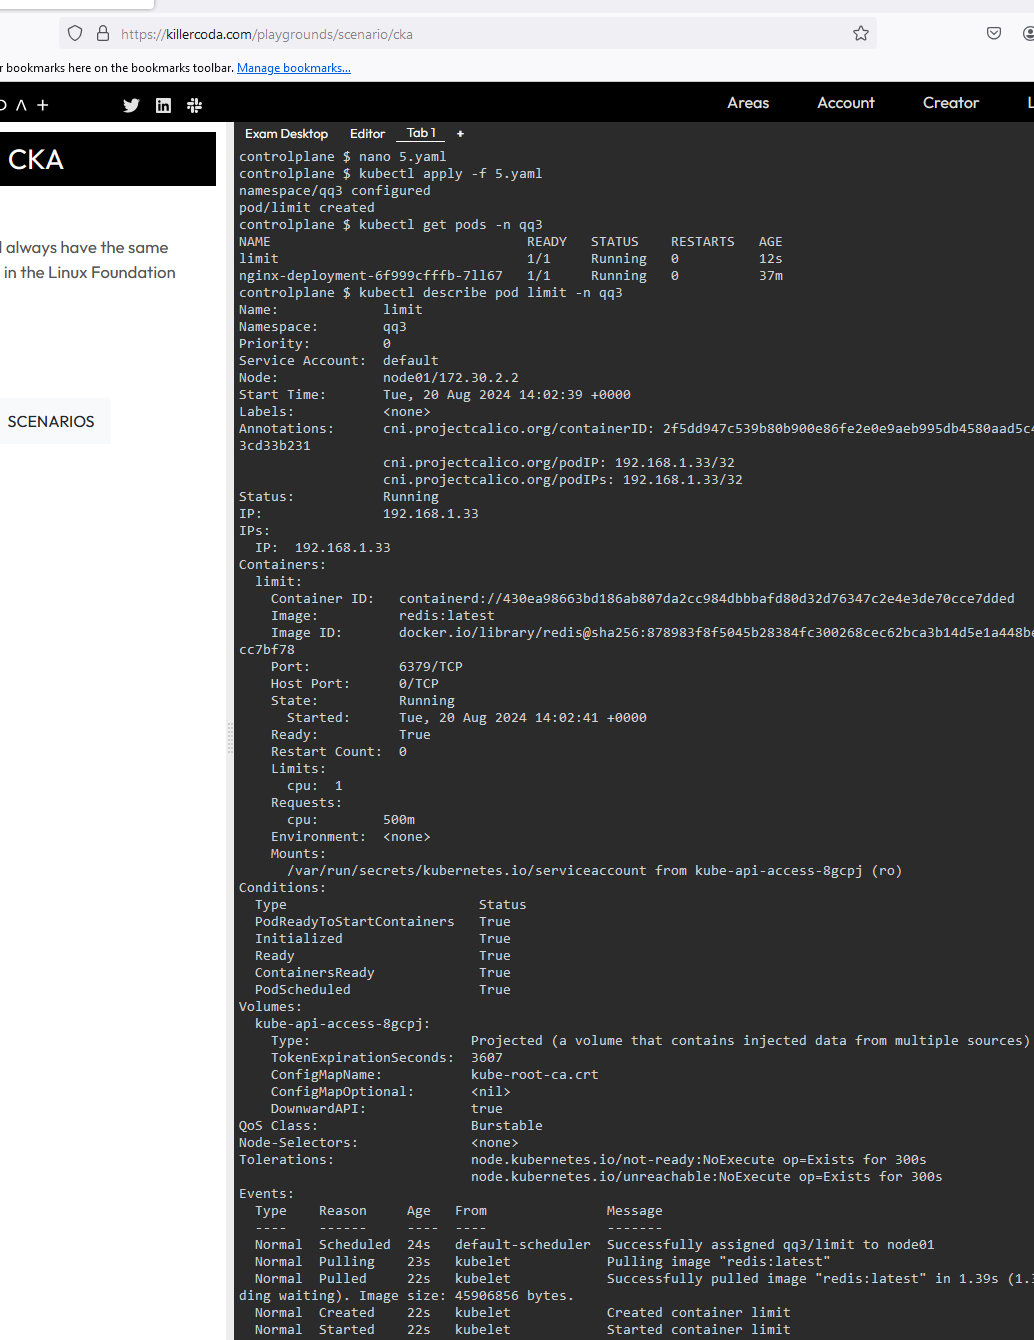 https://killercoda.com/playgrounds/scenario/cka
bookmarks here on the bookmarks toolbar. Manage bookmarks...
Areas Account Creator
Exam Desktop Editor Tab 1 +
CKA
always have the same
in the Linux Foundation
SCENARIOS
controlplane $ nano 5.yaml
controlplane $ kubectl apply -f 5.yaml
namespace/qq3 configured
pod/limit created
controlplane $ kubectl get pods -n qq3
NAME READY STATUS RESTARTS AGE
limit 1/1 Running 0 12s
nginx-deployment-6f999cfffb-7ll67 1/1 Running 0 37m
controlplane $ kubectl describe pod limit -n qq3
Name: limit
Namespace: qq3
Priority: 0
Service Account: default
Node: node01/172.30.2.2
Start Time: Tue, 20 Aug 2024 14:02:39 +0000
Labels: <none>
Annotations: cni.projectcalico.org/containerID: 2f5dd947c539b80b900e86fe2e0e9aeb995db4580aad5c4
3cd33b231
cni.projectcalico.org/podIP: 192.168.1.33/32
cni.projectcalico.org/podIPs: 192.168.1.33/32
Status: Running
IP: 192.168.1.33
IPs:
IP: 192.168.1.33
Containers:
limit:
Container ID: containerd://430ea98663bd186ab807da2cc984dbbbafd80d32d76347c2e4e3de70cce7dded
Image: redis:latest
Image ID: docker.io/library/redis@sha256:878983f8f5045b28384fc300268cec62bca3b14d5e1a448be
cc7bf78
Port: 6379/TCP
Host Port: 0/TCP
State: Running
Started: Tue, 20 Aug 2024 14:02:41 +0000
Ready: True
Restart Count: 0
Limits:
cpu: 1
Requests:
cpu: 500m
Environment: <none>
Mounts:
/var/run/secrets/kubernetes.io/serviceaccount from kube-api-access-8gcpj (ro)
Conditions:
Type Status
PodReadyToStartContainers True
Initialized True
Ready True
ContainersReady True
PodScheduled True
Volumes:
kube-api-access-8gcpj:
Type: Projected (a volume that contains injected data from multiple sources)
TokenExpirationSeconds: 3607
ConfigMapName: kube-root-ca.crt
ConfigMapOptional: <nil>
DownwardAPI: true
QoS Class: Burstable
Node-Selectors: <none>
Tolerations: node.kubernetes.io/not-ready:NoExecute op=Exists for 300s
node.kubernetes.io/unreachable:NoExecute op=Exists for 300s
Events:
Type Reason Age From Message
---- ------ ---- ---- -------
Normal Scheduled 24s default-scheduler Successfully assigned qq3/limit to node01
Normal Pulling 23s kubelet Pulling image "redis:latest"
Normal Pulled 22s kubelet Successfully pulled image "redis:latest" in 1.39s (1.3
ding waiting). Image size: 45906856 bytes.
Normal Created 22s kubelet Created container limit
Normal Started 22s kubelet Started container limit